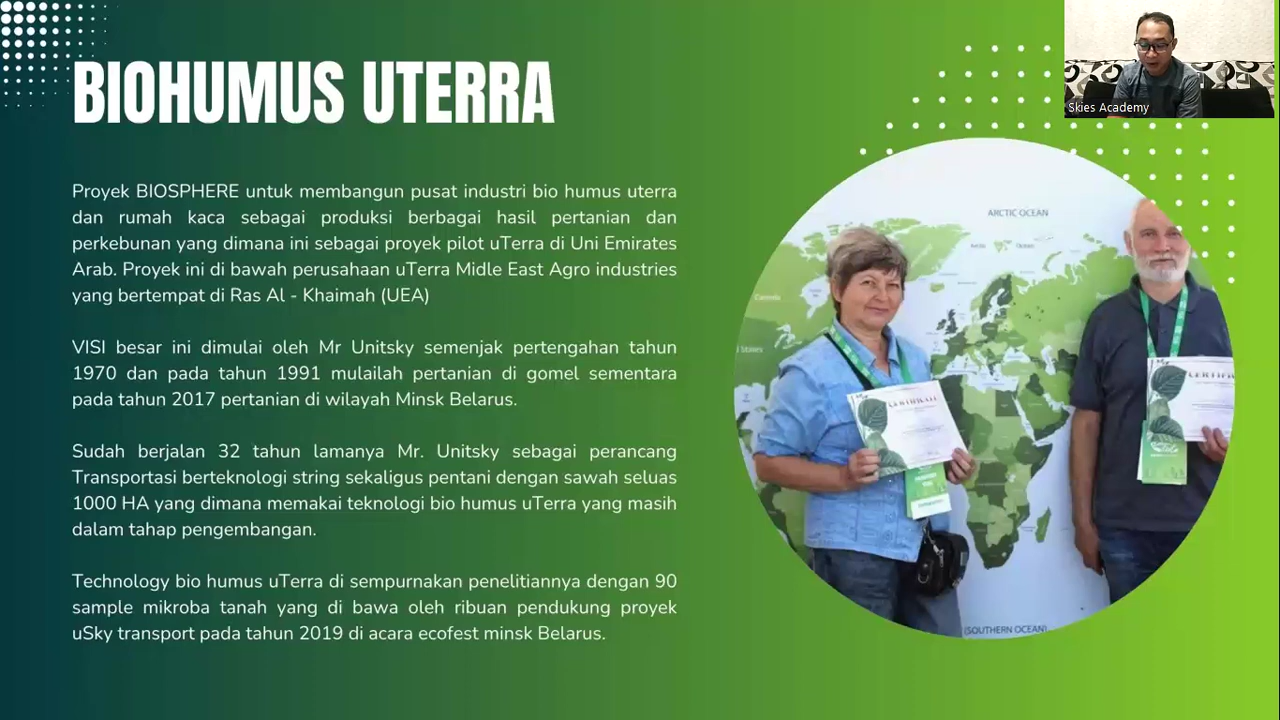 BIOHUMUS UTERRA
Skies Academy
Proyek BIOSPHERE untuk membangun pusat industri bio humus uterra
dan rumah kaca sebagai produksi berbagai hasil pertanian dan
perkebunan yang dimana ini sebagai proyek pilot uTerra di Uni Emirates
Arab. Proyek ini di bawah perusahaan uTerra Midle East Agro industries
yang bertempat di Ras Al - Khaimah (UEA)
VISI besar ini dimulai oleh Mr Unitsky semenjak pertengahan tahun
1970 dan pada tahun 1991 mulailah pertanian di gomel sementara
pada tahun 2017 pertanian di wilayah Minsk Belarus.
Sudah berjalan 32 tahun lamanya Mr. Unitsky sebagai perancang
Transportasi berteknologi string sekaligus pentani dengan sawah seluas
1000 HA yang dimana memakai teknologi bio humus uTerra yang masih
dalam tahap pengembangan.
Technology bio humus uTerra di sempurnakan penelitiannya dengan 90
sample mikroba tanah yang di bawa oleh ribuan pendukung proyek
uSky transport pada tahun 2019 di acara ecofest minsk Belarus.
ARCTIC OCEAN
Canada
CERTIFICATE
(SOUTHERN OCEAN)